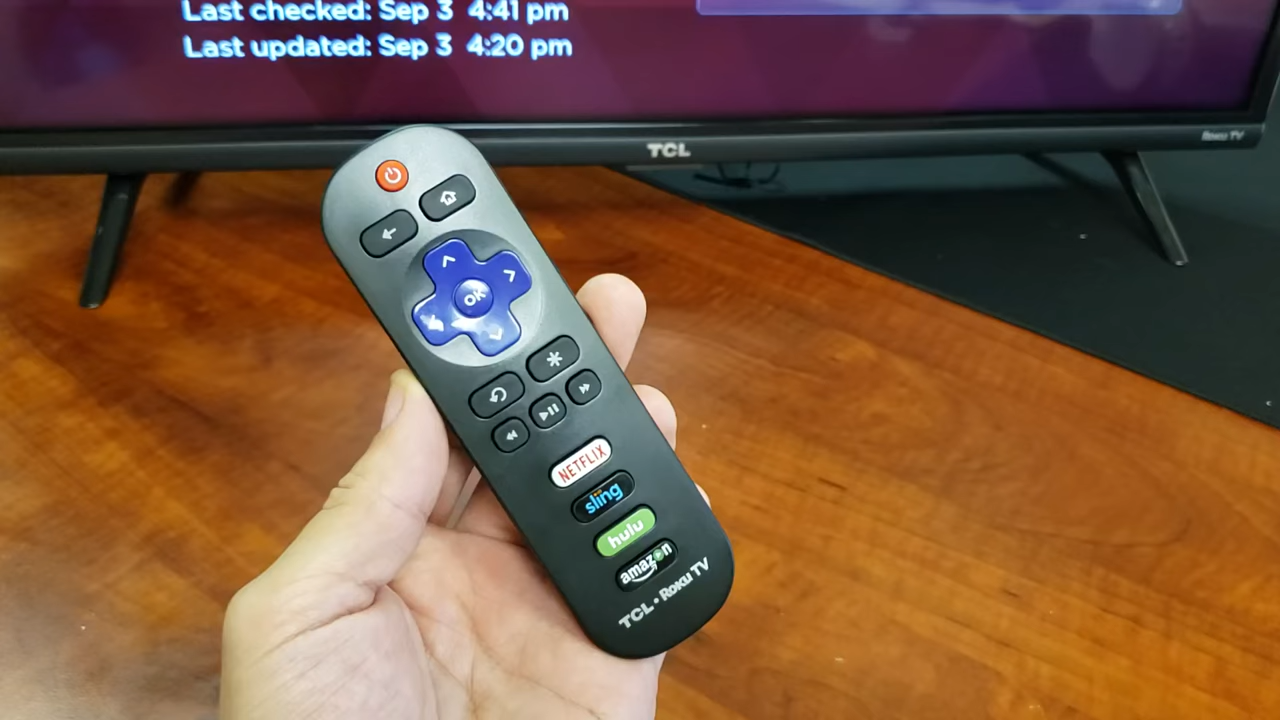 Last checked: Sep 3 4:41 pm
Last updated: Sep 3 4:20 pm
TCL
Roku TV
OK
NETFLIX
sling
hulu
amazon
TCL • Roku TV